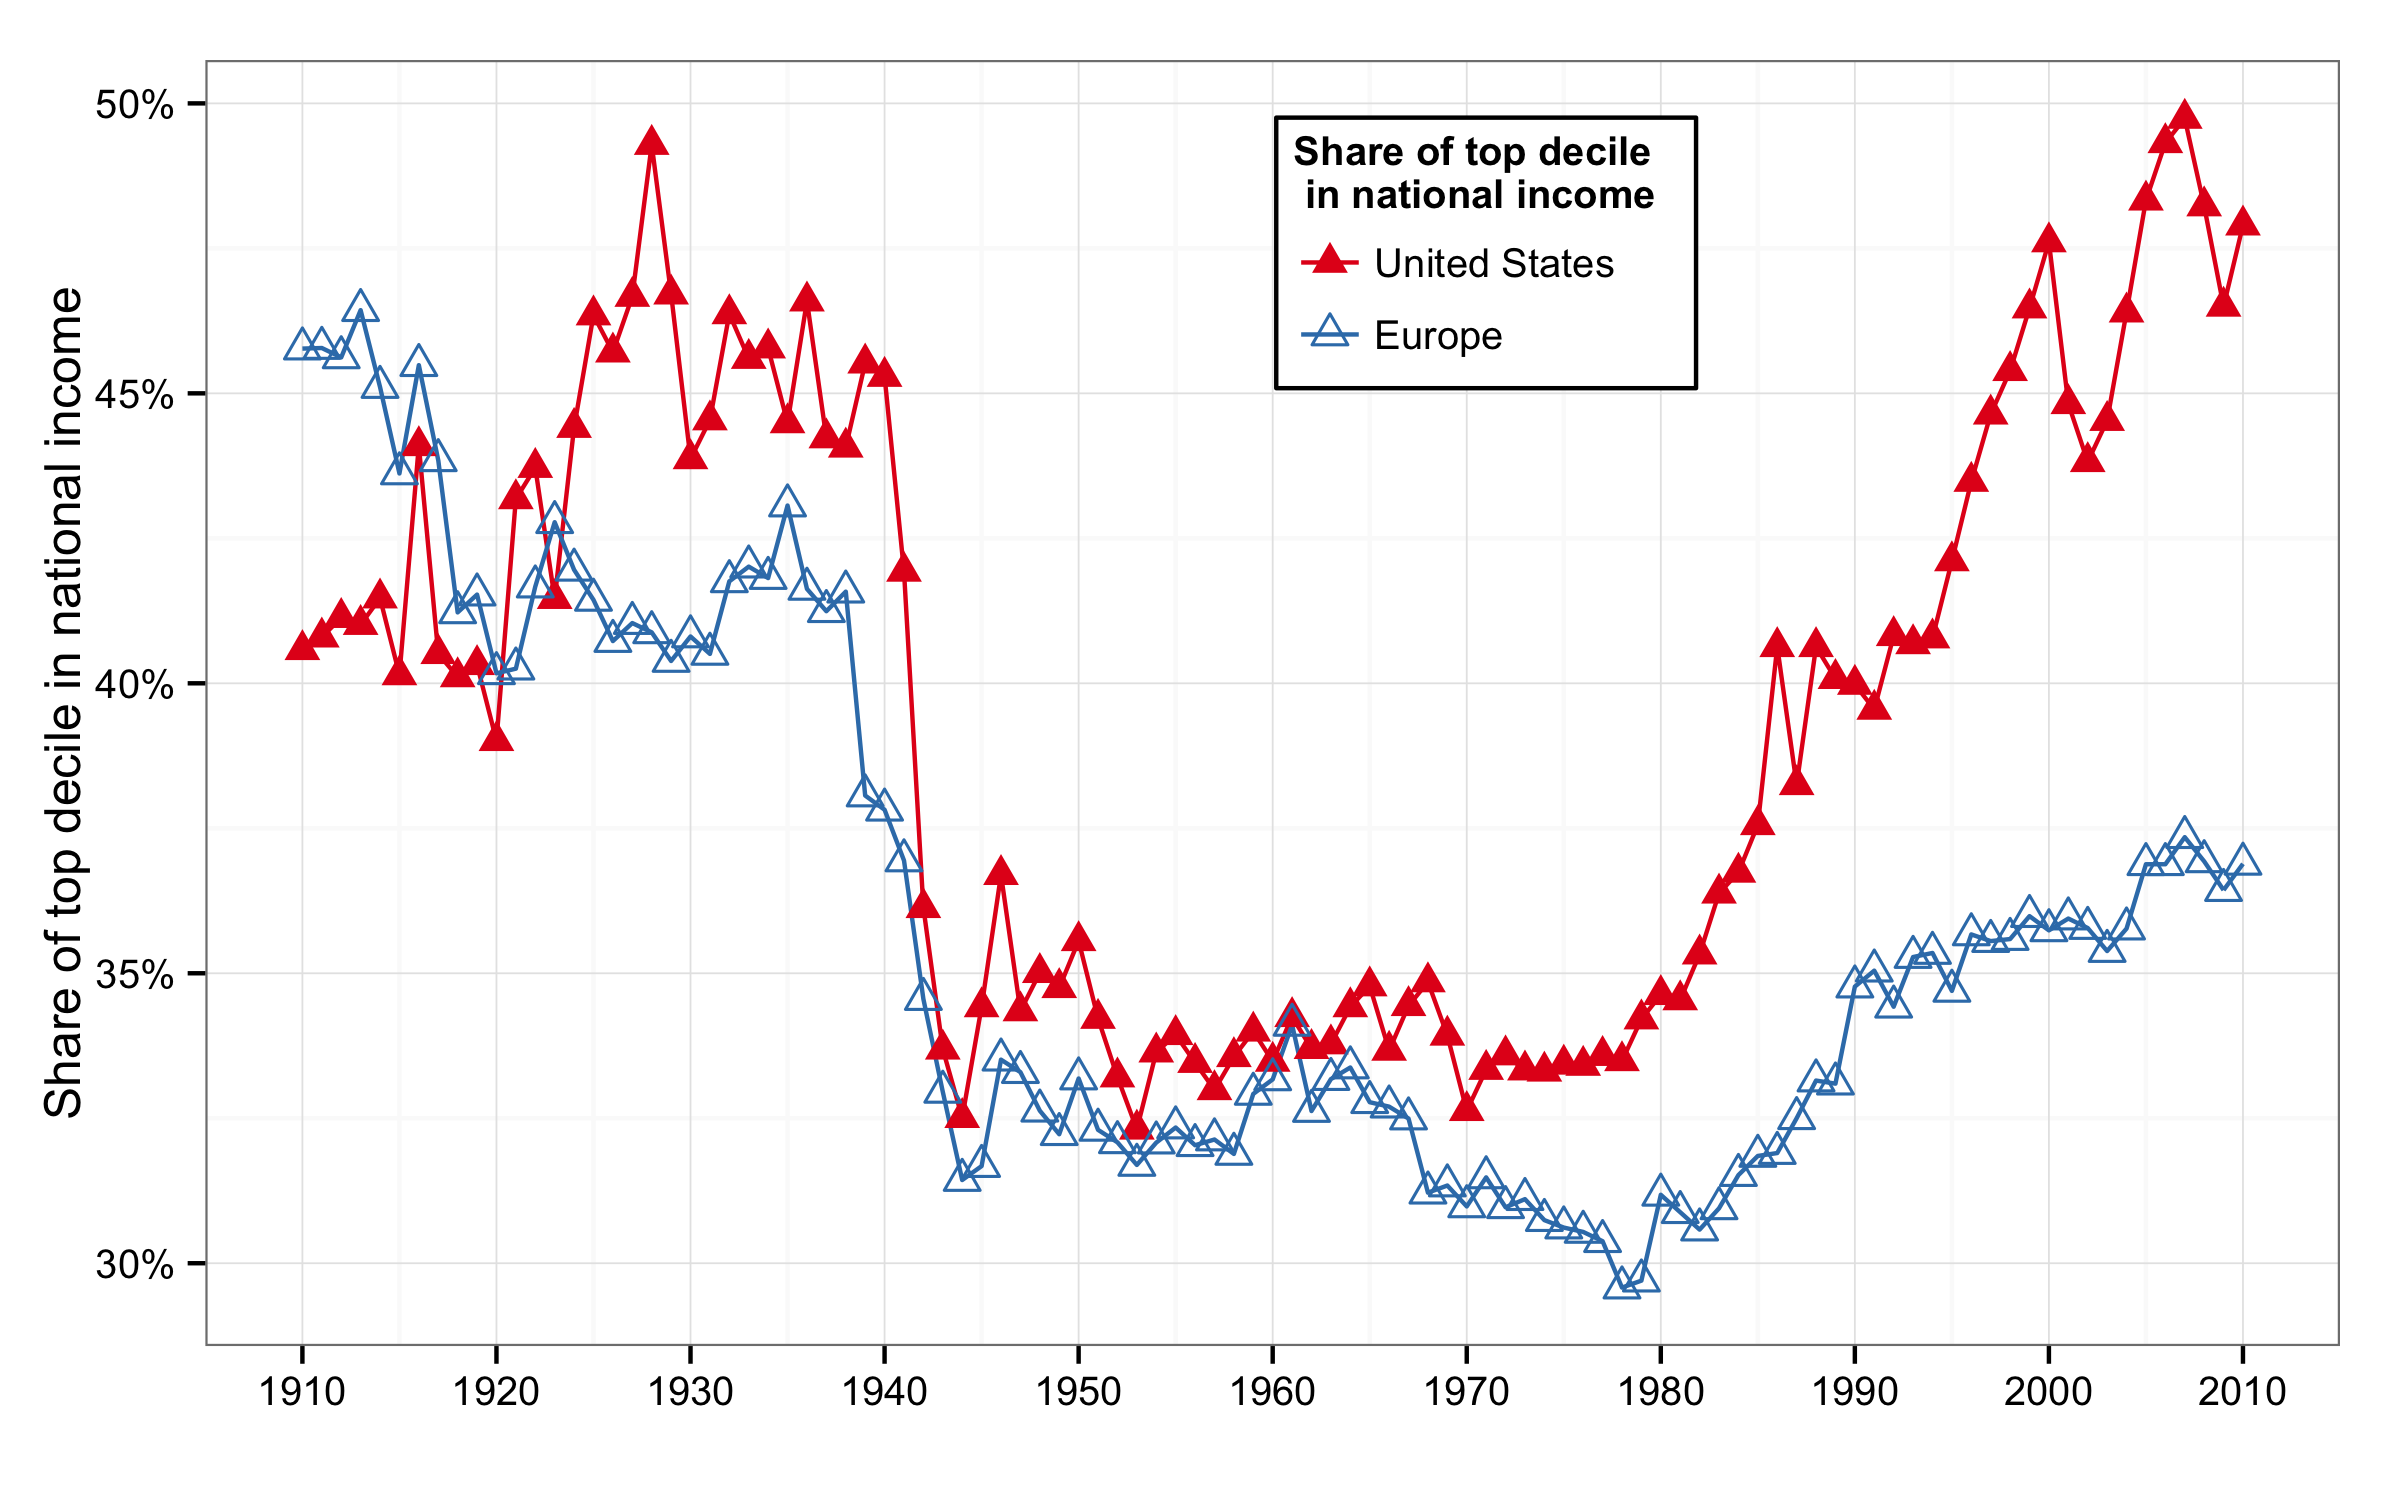 Share of top decile in national income
50%
45%
40%
35%
30%
Share of top decile
in national income
United States
Europe
1910 1920 1930 1940 1950 1960 1970 1980 1990 2000 2010